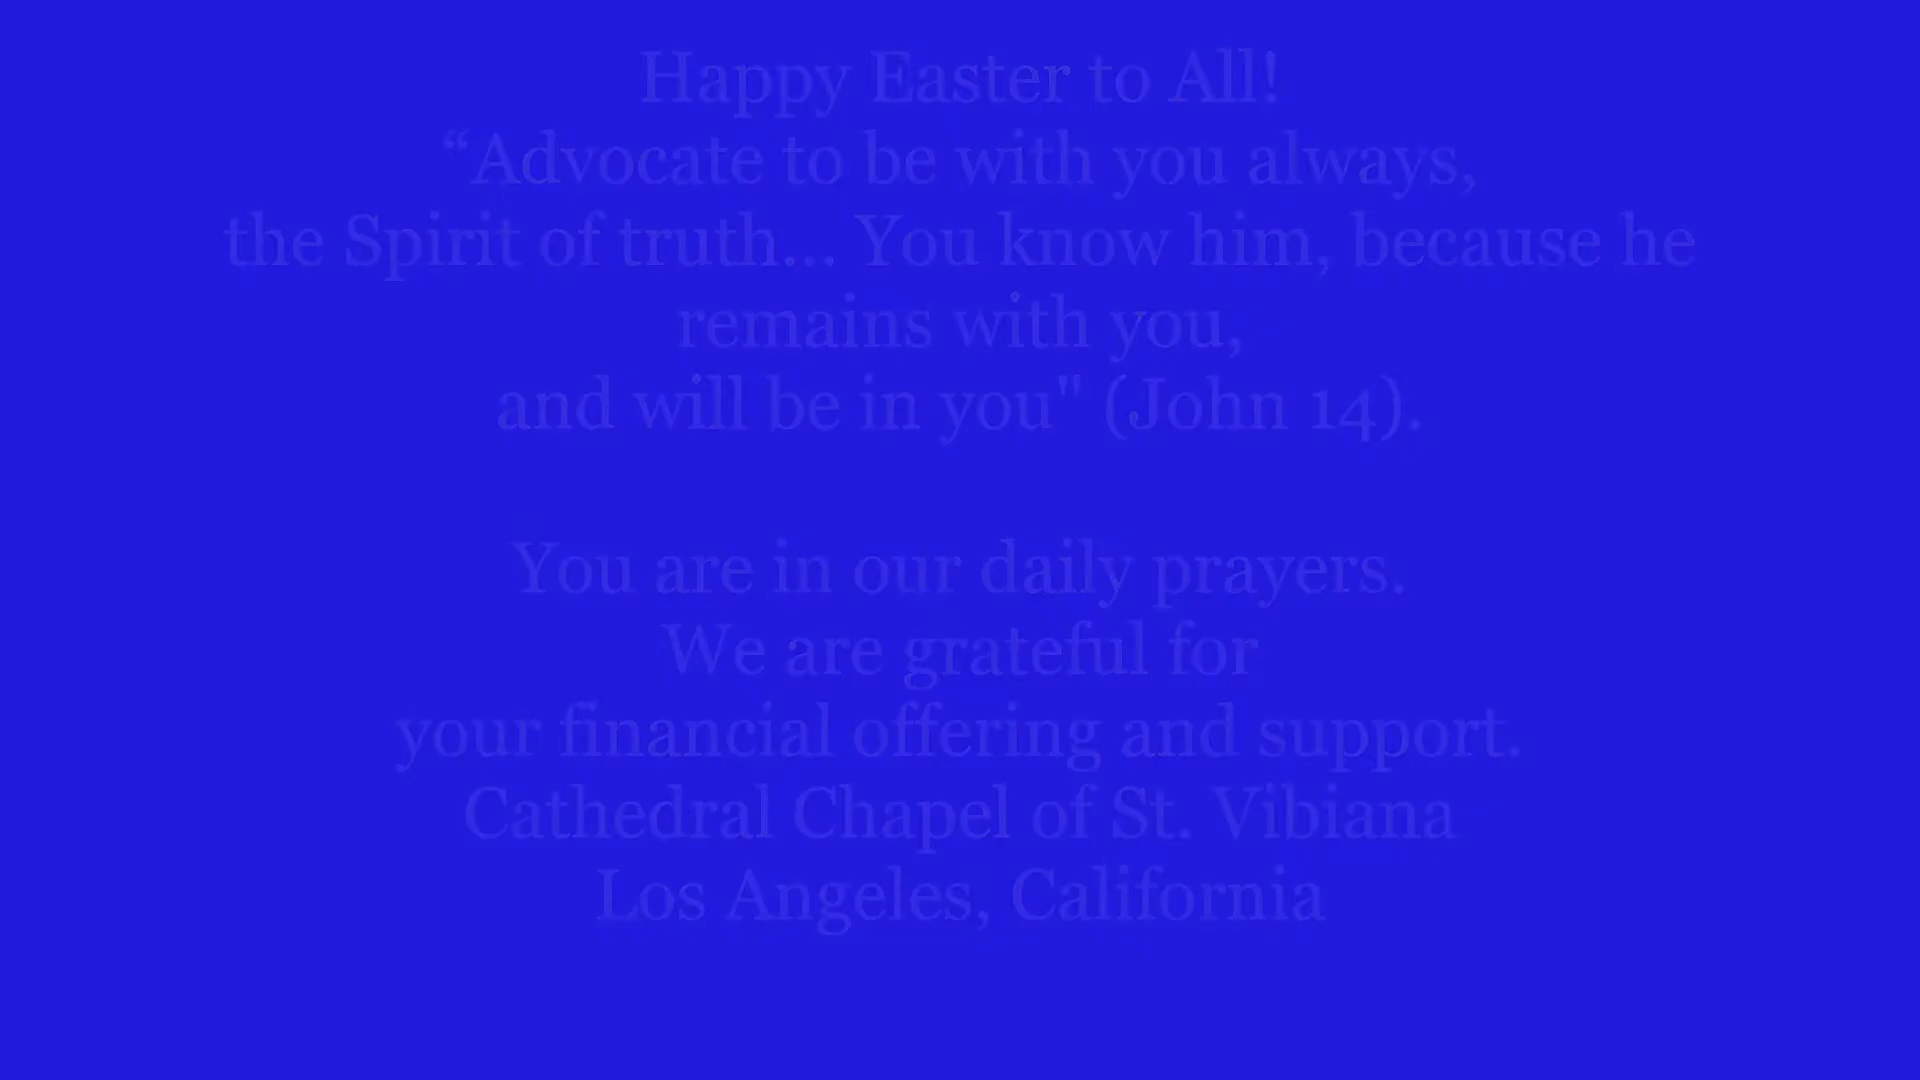 Happy Easter to All!
“Advocate to be with you always,
the Spirit of truth... You know him, because he
remains with you,
and will be in you" (John 14).
You are in our daily prayers.
We are grateful for
your financial offering and support.
Cathedral Chapel of St. Vibiana
Los Angeles, California